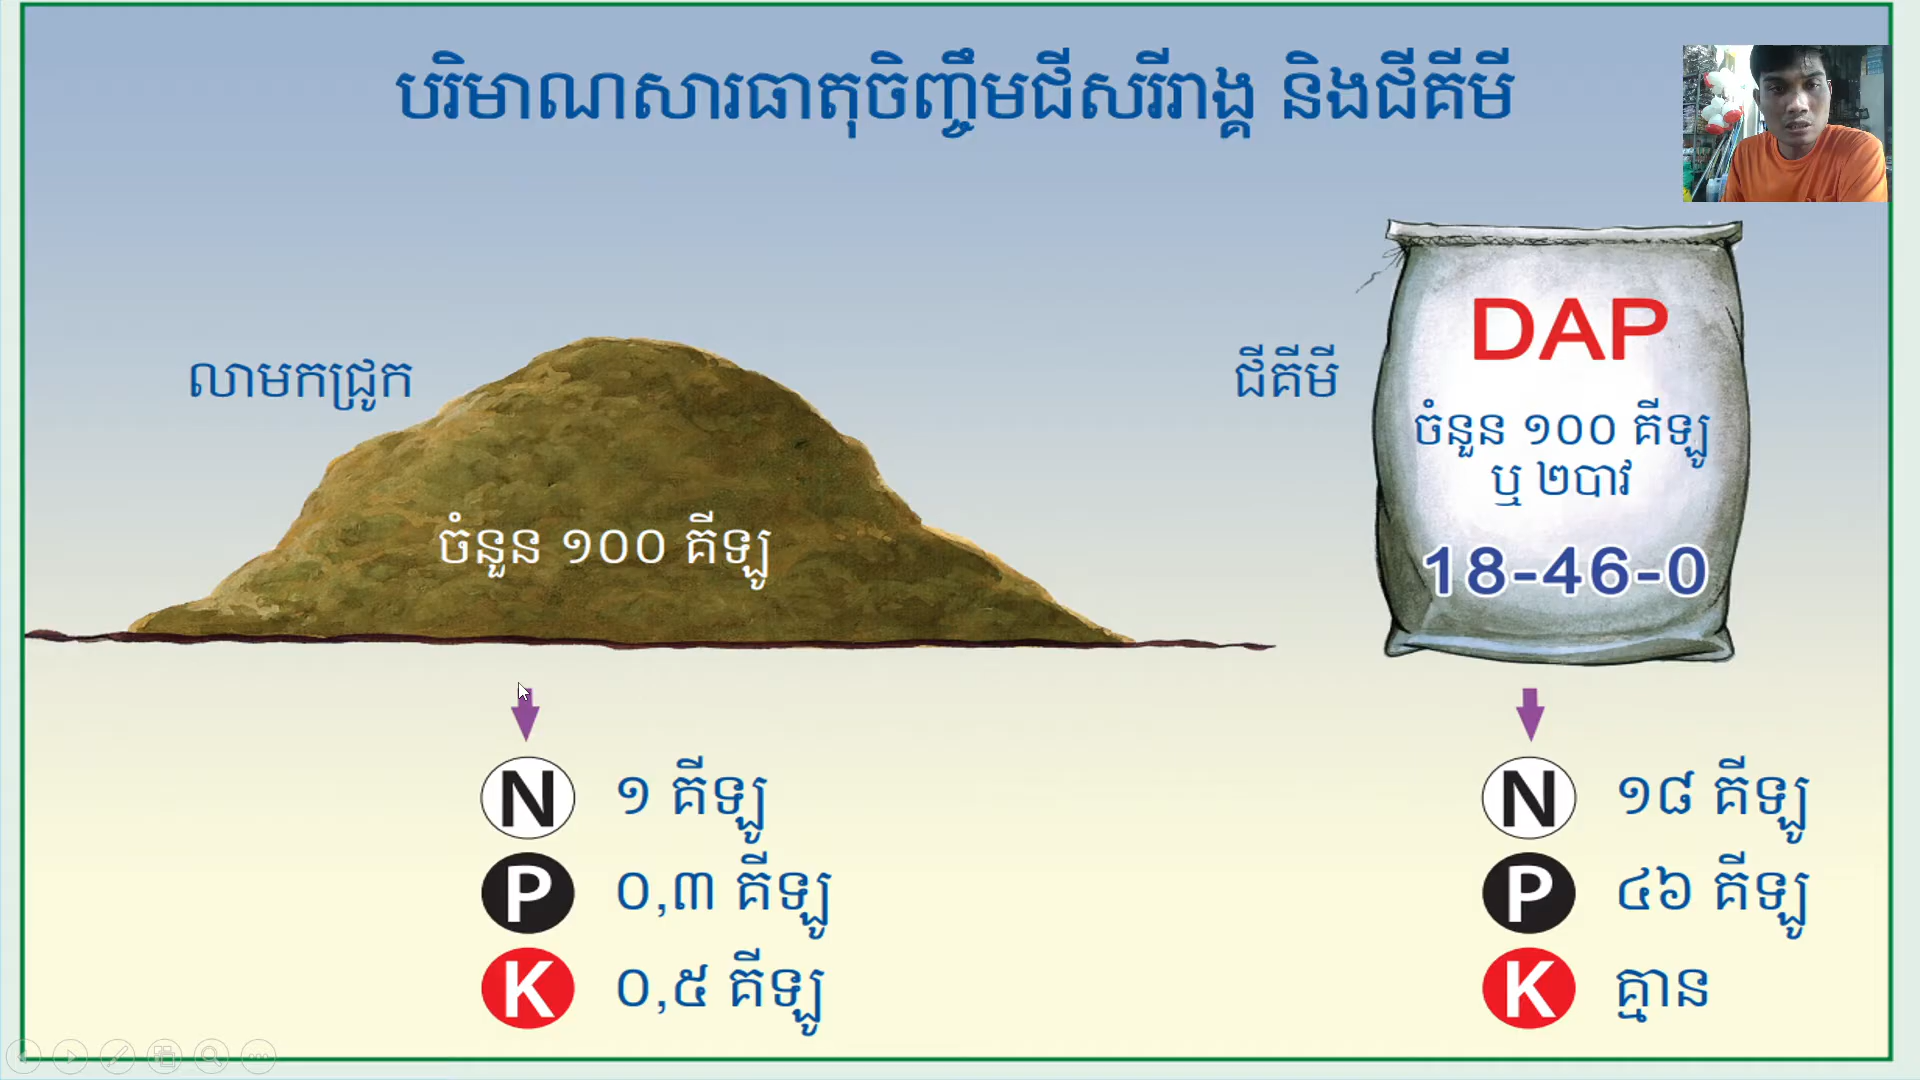 បរិមាណសារធាតុចិញ្ចឹមជីសរីរាង្គ និងជីគីមី
លាមកជ្រូក
ចំនួន ១០០ គីឡូ
N ១ គីឡូ
P ០,៣ គីឡូ
K ០,៥ គីឡូ
ជីគីមី
DAP
ចំនួន ១០០ គីឡូ
ឬ ២បាវ
18-46-0
N ១៨ គីឡូ
P ៤៦ គីឡូ
K គ្មាន